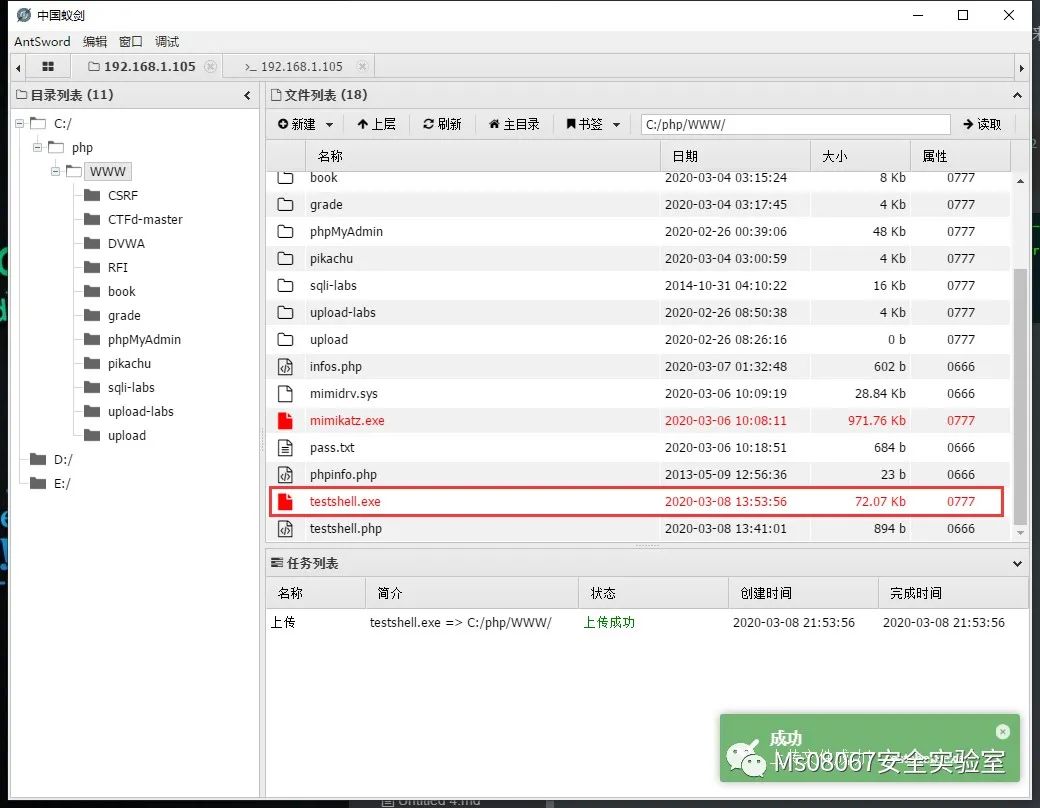 中国蚁剑
AntSword 编辑 窗口 调试
192.168.1.105 >_ 192.168.1.105
目录列表 (11)
C:/
php
WWW
CSRF
CTFd-master
DVWA
RFI
book
grade
phpMyAdmin
pikachu
sqli-labs
upload-labs
upload
D:/
E:/
文件列表 (18)
新建 上层 刷新 主目录 书签 C:/php/WWW/ 读取
名称 日期 大小 属性
book 2020-03-04 03:15:24 8 Kb 0777
grade 2020-03-04 03:17:45 4 Kb 0777
phpMyAdmin 2020-02-26 00:39:06 48 Kb 0777
pikachu 2020-03-04 03:00:59 4 Kb 0777
sqli-labs 2014-10-31 04:10:22 16 Kb 0777
upload-labs 2020-02-26 08:50:38 4 Kb 0777
upload 2020-02-26 08:26:16 0 b 0777
infos.php 2020-03-07 01:32:48 602 b 0666
mimidrv.sys 2020-03-06 10:09:19 28.84 Kb 0666
mimikatz.exe 2020-03-06 10:08:11 971.76 Kb 0777
pass.txt 2020-03-06 10:18:51 684 b 0666
phpinfo.php 2013-05-09 12:56:36 23 b 0666
testshell.exe 2020-03-08 13:53:56 72.07 Kb 0777
testshell.php 2020-03-08 13:41:01 894 b 0666
任务列表
名称 简介 状态 创建时间 完成时间
上传 testshell.exe => C:/php/WWW/ 上传成功 2020-03-08 21:53:56 2020-03-08 21:53:56
成功
Ms08067安全实验室
Untitled 4.md